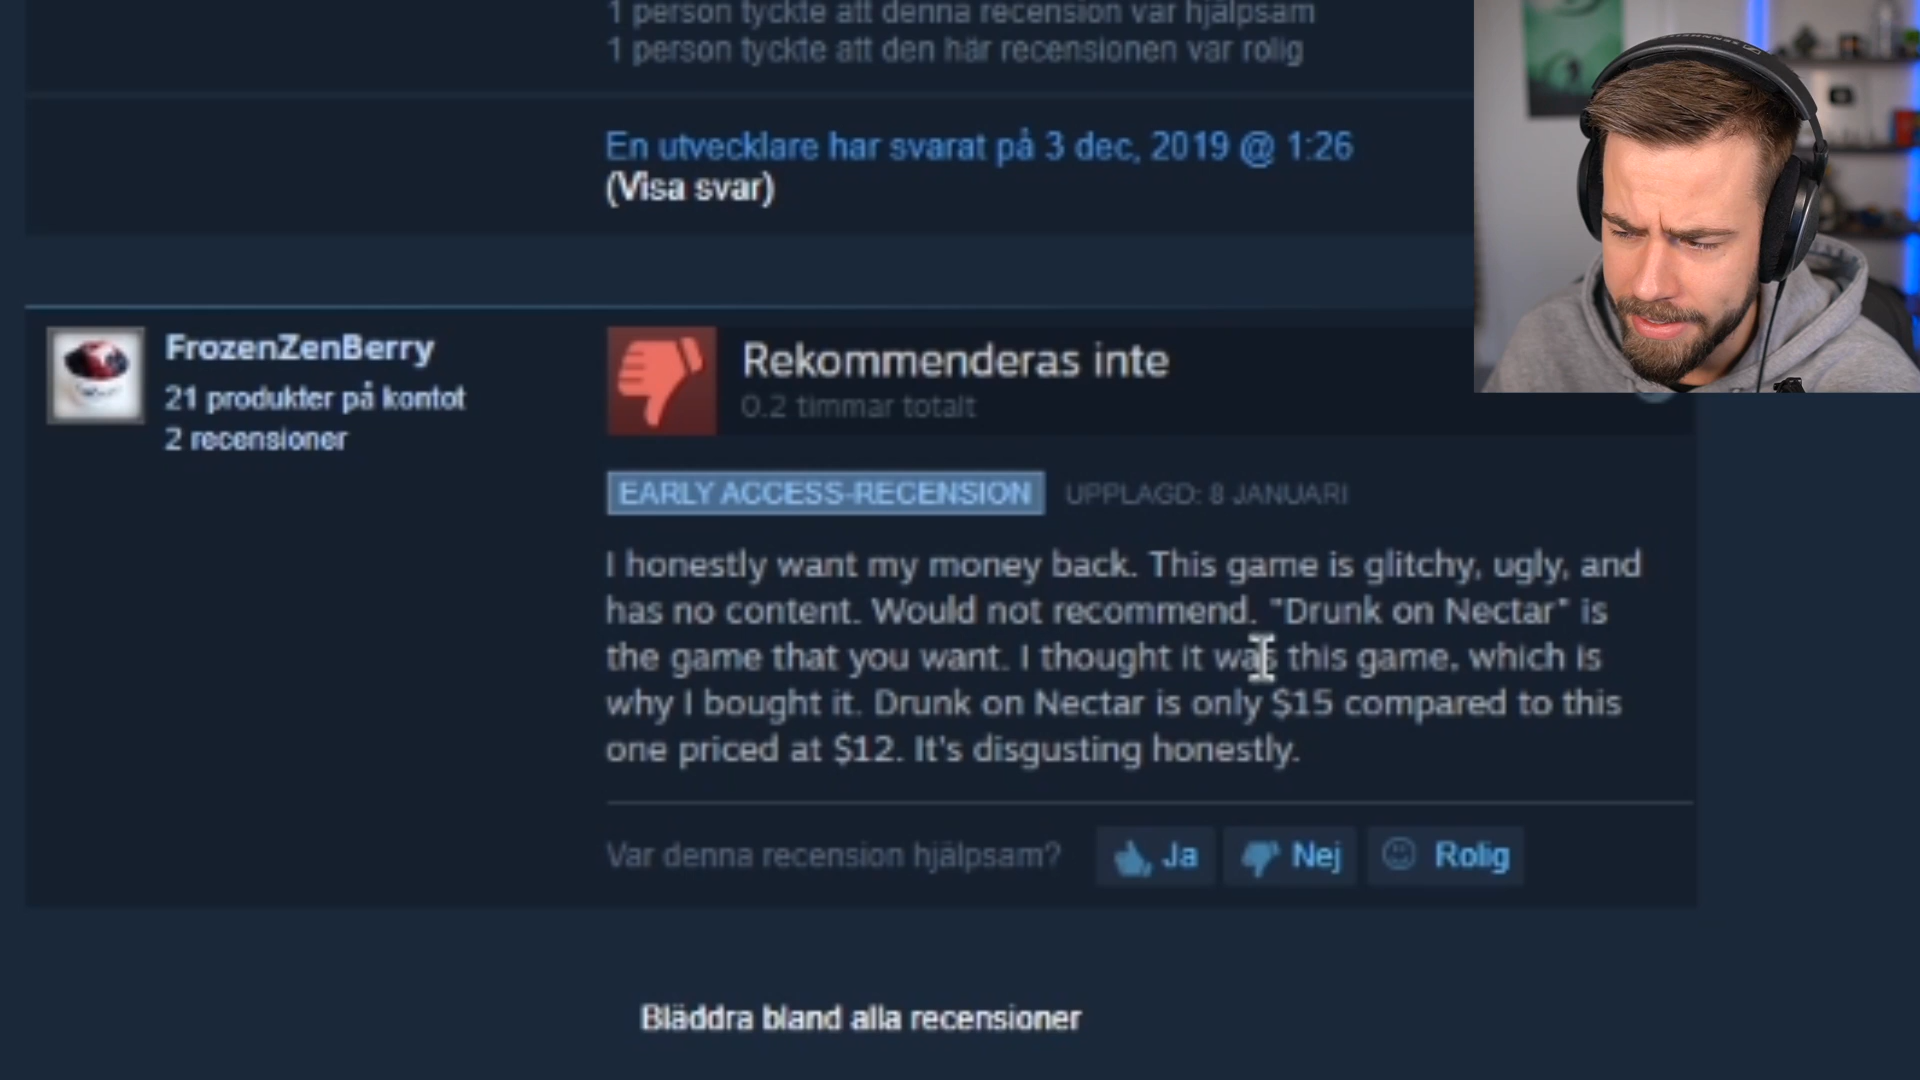 1 person tyckte att denna recension var hjälpsam
1 person tyckte att den här recensionen var rolig
En utvecklare har svarat på 3 dec, 2019 @ 1:26
(Visa svar)
FrozenZenBerry
21 produkter på kontot
2 recensioner
Rekommenderas inte
0.2 timmar totalt
EARLY ACCESS-RECENSION UPPLAGD: 8 JANUARI
I honestly want my money back. This game is glitchy, ugly, and
has no content. Would not recommend. "Drunk on Nectar" is
the game that you want. I thought it was this game, which is
why I bought it. Drunk on Nectar is only $15 compared to this
one priced at $12. It's disgusting honestly.
Var denna recension hjälpsam? Ja Nej Rolig
Bläddra bland alla recensioner